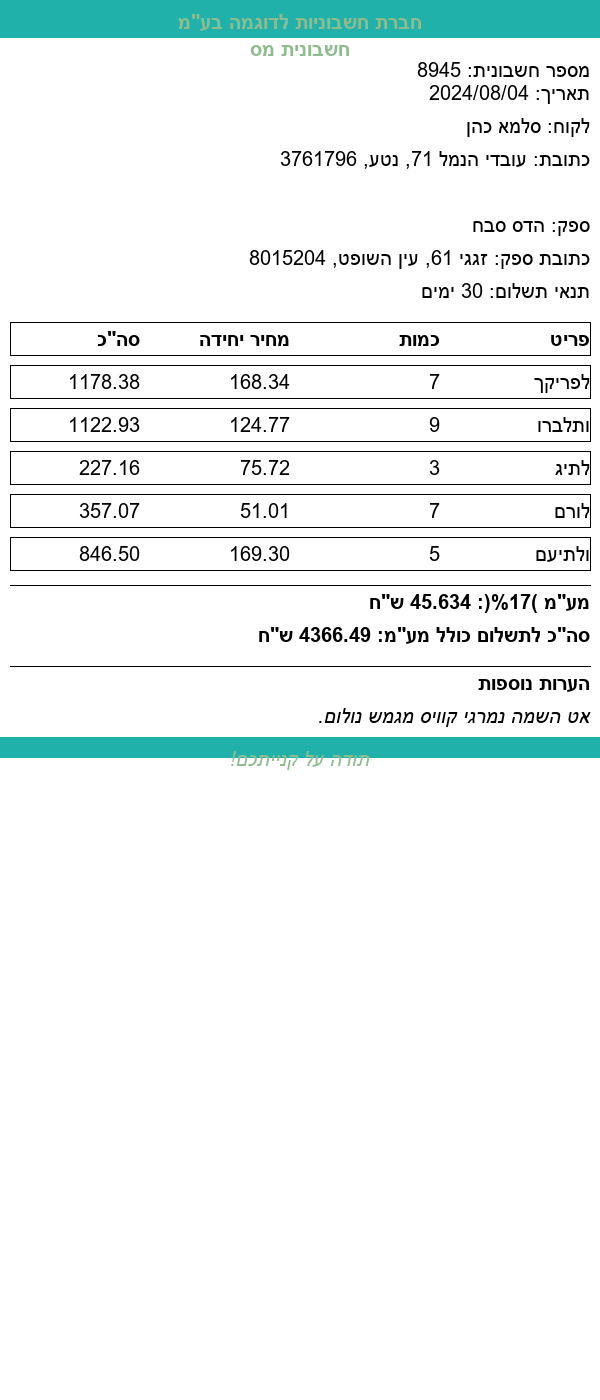 חברת חשבוניות לדוגמה בע"מ
חשבונית מס
מספר חשבונית: 8945
תאריך: 2024/08/04
לקוח: סלמא כהן
כתובת: עובדי הנמל 71, נטע, 3761796
ספק: הדס סבח
כתובת ספק: זגגי 61, עין השופט, 8015204
תנאי תשלום: 30 ימים
פריט כמות מחיר יחידה סה"כ
לפריקך 7 168.34 1178.38
ותלברו 9 124.77 1122.93
לתיג 3 75.72 227.16
לורם 7 51.01 357.07
ולתיעם 5 169.30 846.50
מע"מ )17%(: 45.634 ש"ח
סה"כ לתשלום כולל מע"מ: 4366.49 ש"ח
הערות נוספות
אט השמה נמרגי קוויס מגמש נולום.
תודה על קנייתכם!